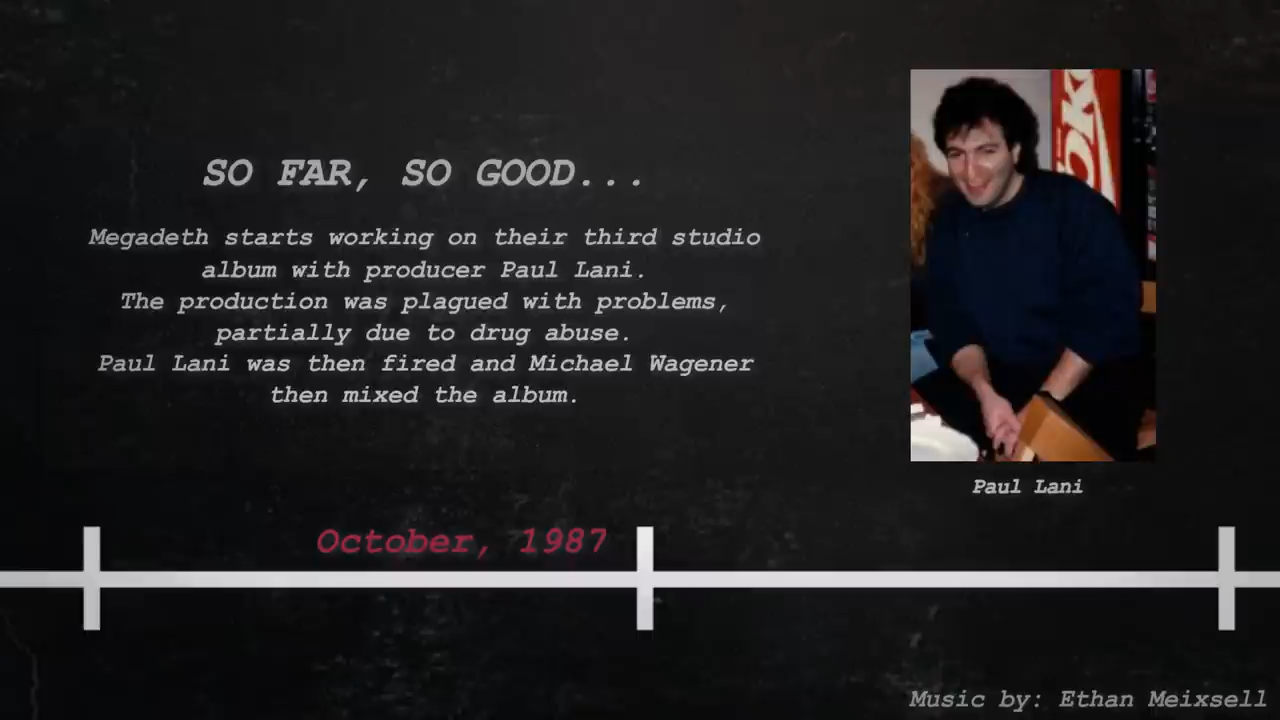 SO FAR, SO GOOD...
Megadeth starts working on their third studio
album with producer Paul Lani.
The production was plagued with problems,
partially due to drug abuse.
Paul Lani was then fired and Michael Wagener
then mixed the album.
OK
Paul Lani
October, 1987
Music by: Ethan Meixsell